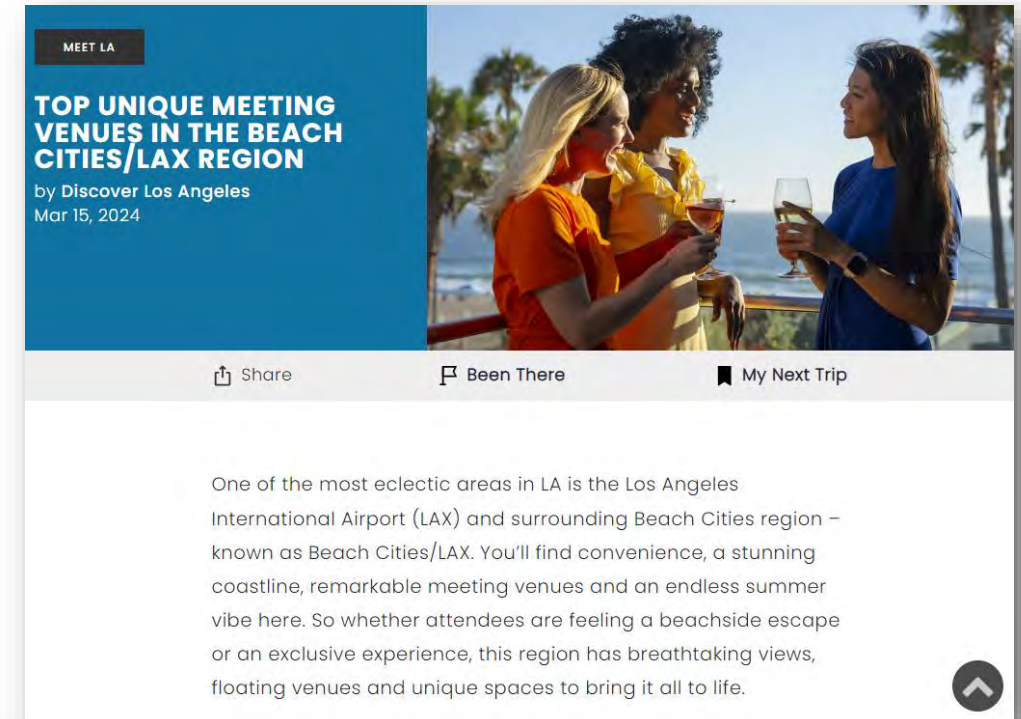 MEET LA
TOP UNIQUE MEETING
VENUES IN THE BEACH
CITIES/LAX REGION
by Discover Los Angeles
Mar 15, 2024
Share
Been There
My Next Trip
One of the most eclectic areas in LA is the Los Angeles
International Airport (LAX) and surrounding Beach Cities region –
known as Beach Cities/LAX. You'll find convenience, a stunning
coastline, remarkable meeting venues and an endless summer
vibe here. So whether attendees are feeling a beachside escape
or an exclusive experience, this region has breathtaking views,
floating venues and unique spaces to bring it all to life.